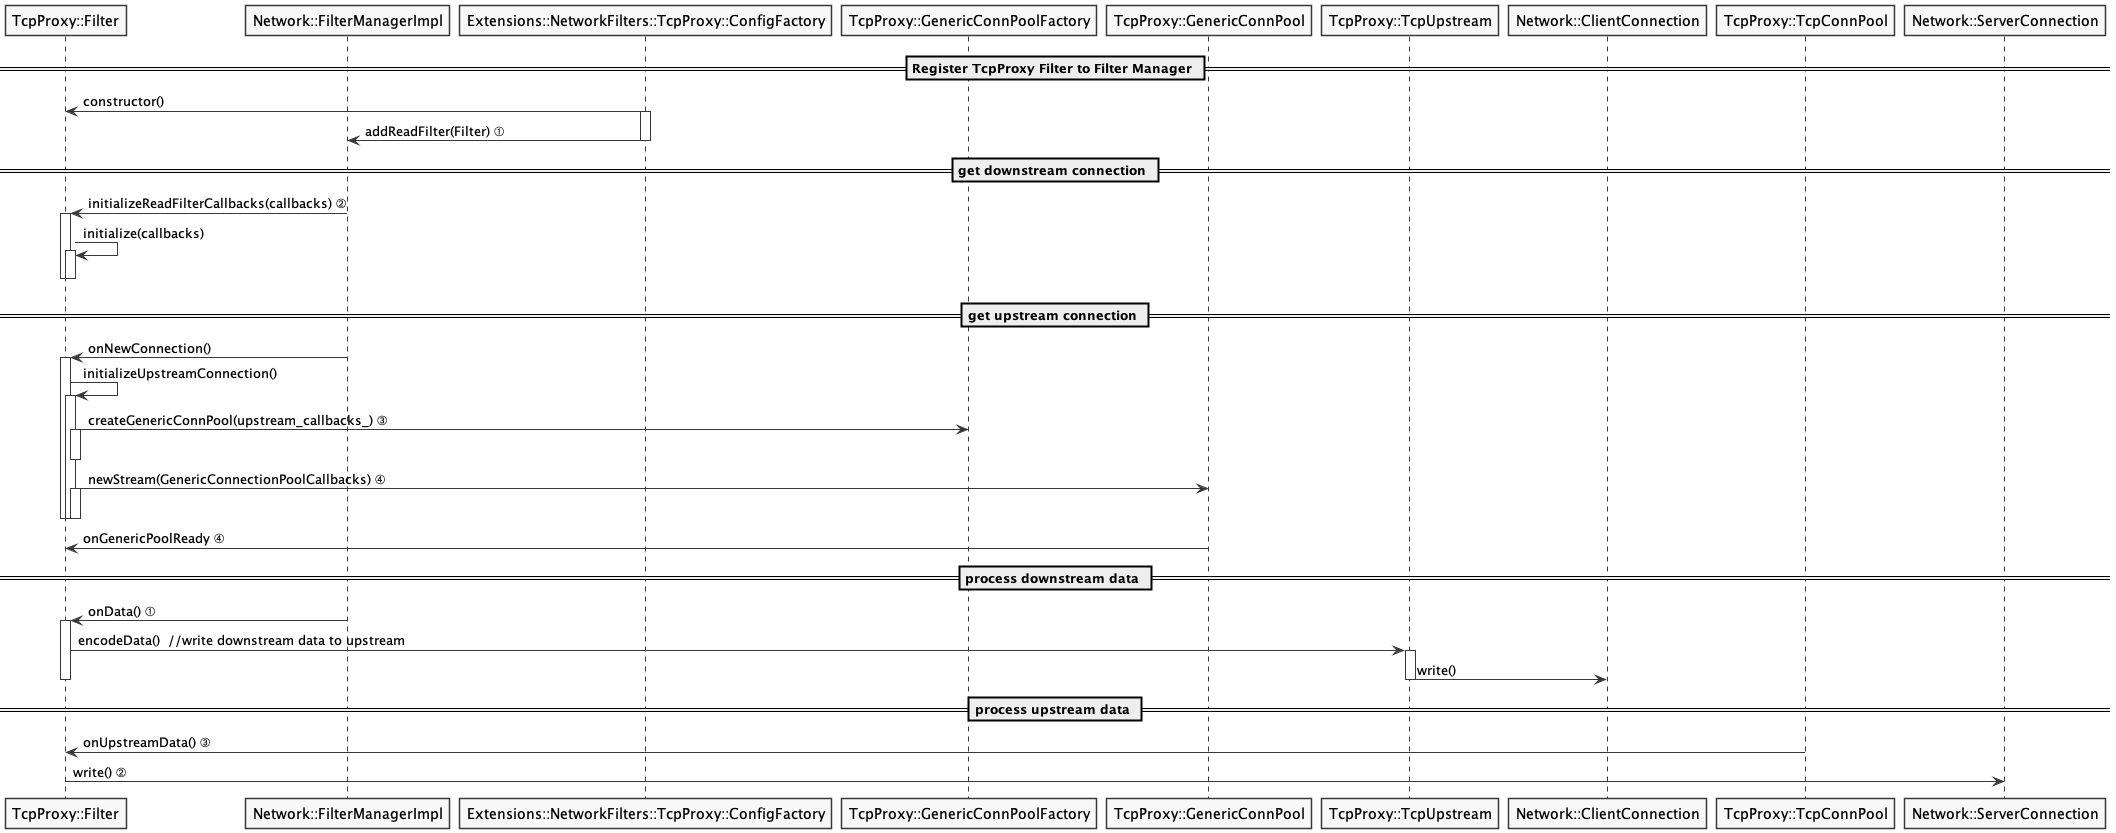 TcpProxy::Filter
Network::FilterManagerImpl
Extensions::NetworkFilters::TcpProxy::ConfigFactory
TcpProxy::GenericConnPoolFactory
TcpProxy::GenericConnPool
TcpProxy::TcpUpstream
Network::ClientConnection
TcpProxy::TcpConnPool
Network::ServerConnection
Register TcpProxy Filter to Filter Manager
constructor()
addReadFilter(Filter) ①
get downstream connection
initializeReadFilterCallbacks(callbacks) ②
initialize(callbacks)
get upstream connection
onNewConnection()
initializeUpstreamConnection()
createGenericConnPool(upstream_callbacks_) ③
newStream(GenericConnectionPoolCallbacks) ④
onGenericPoolReady ④
process downstream data
onData() ①
encodeData()  //write downstream data to upstream
write()
process upstream data
onUpstreamData() ③
write() ②
TcpProxy::Filter
Network::FilterManagerImpl
Extensions::NetworkFilters::TcpProxy::ConfigFactory
TcpProxy::GenericConnPoolFactory
TcpProxy::GenericConnPool
TcpProxy::TcpUpstream
Network::ClientConnection
TcpProxy::TcpConnPool
Network::ServerConnection